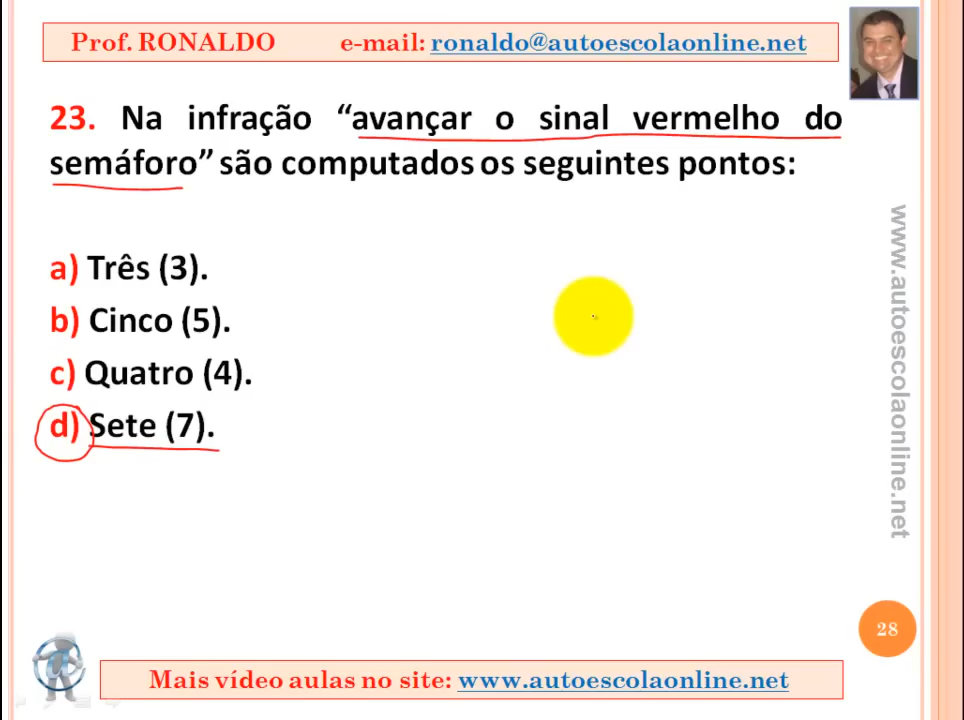 Prof. RONALDO e-mail: ronaldo@autoescolaonline.net
23. Na infração “avançar o sinal vermelho do
semáforo” são computados os seguintes pontos:
a) Três (3).
b) Cinco (5).
c) Quatro (4).
d) Sete (7).
www.autoescolaonline.net
28
Mais vídeo aulas no site: www.autoescolaonline.net